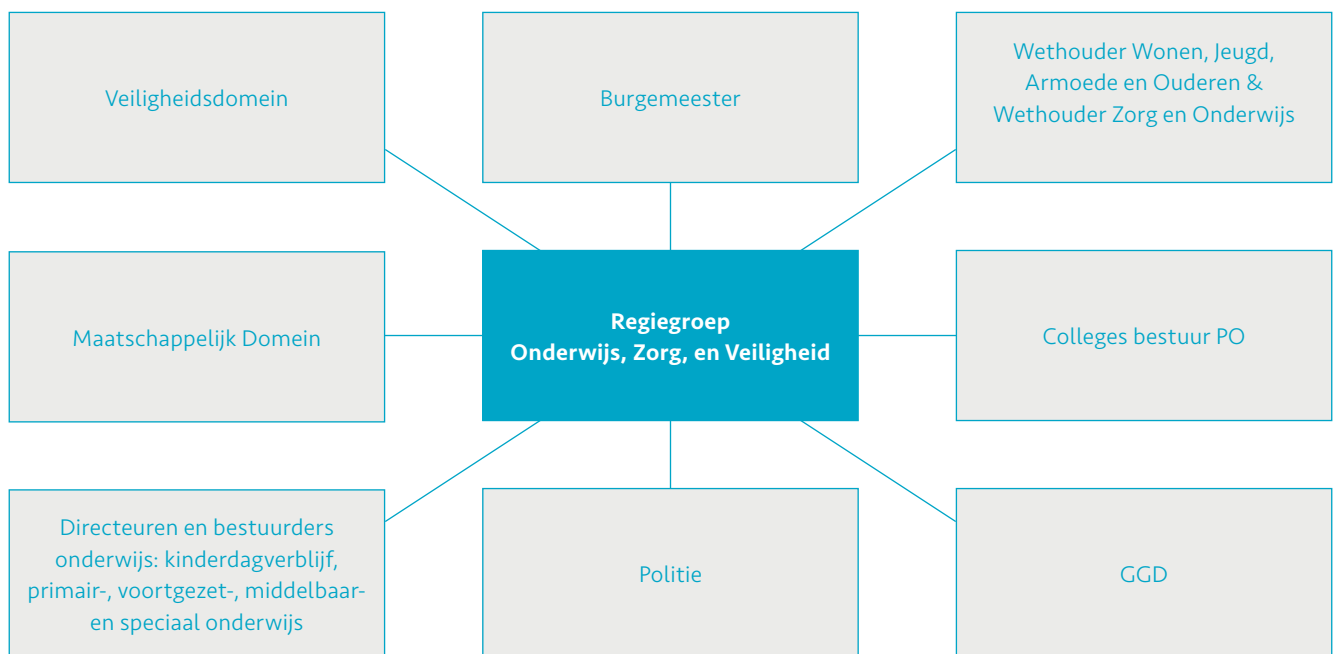 Veiligheidsdomein
Burgemeester
Wethouder Wonen, Jeugd,
Armoede en Ouderen &
Wethouder Zorg en Onderwijs
Maatschappelijk Domein
Regiegroep
Onderwijs, Zorg, en Veiligheid
Colleges bestuur PO
Directeuren en bestuurders
onderwijs: kinderdagverblijf,
primair-, voortgezet-, middelbaar-
en speciaal onderwijs
Politie
GGD